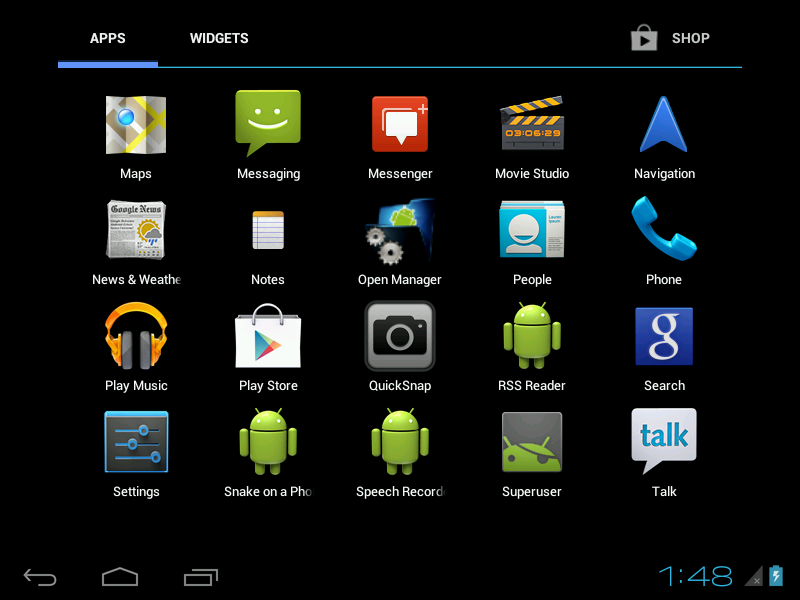 APPS
WIDGETS
SHOP
03:06:29
Maps
Messaging
Messenger
Movie Studio
Navigation
Google News
News & Weathe
Notes
Open Manager
People
Phone
Play Music
Play Store
QuickSnap
RSS Reader
g
Search
talk
Settings
Snake on a Pho
Speech Record
Superuser
Talk
1:48